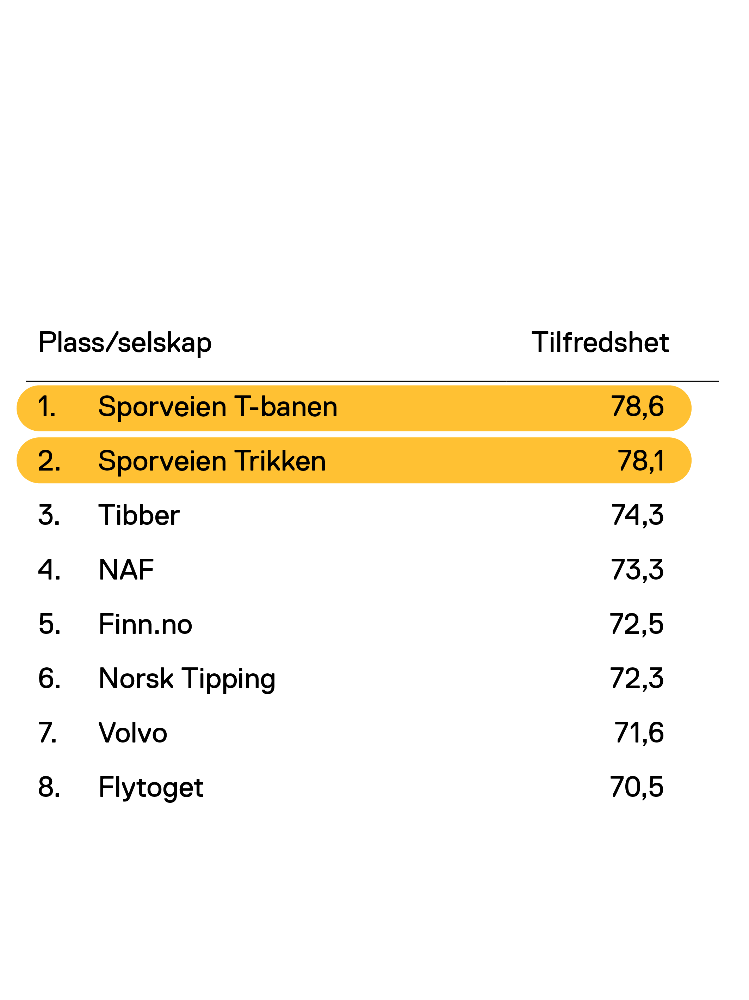 Plass/selskap Tilfredshet
1. Sporveien T-banen 78,6
2. Sporveien Trikken 78,1
3. Tibber 74,3
4. NAF 73,3
5. Finn.no 72,5
6. Norsk Tipping 72,3
7. Volvo 71,6
8. Flytoget 70,5